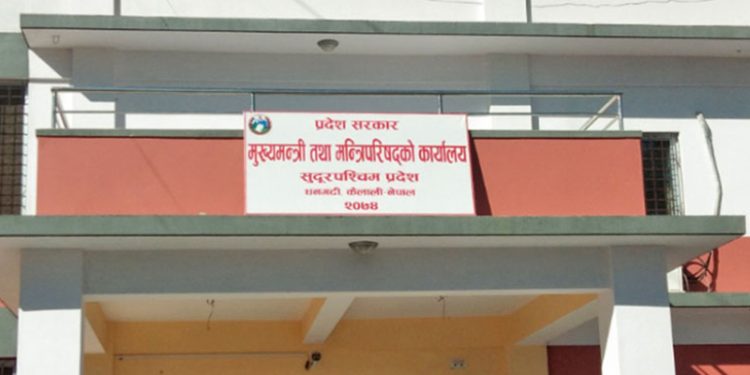 प्रदेश सरकार
मुख्यमन्त्री तथा मन्त्रिपरिषद्को कार्यालय
सुदूरपश्चिम प्रदेश
धनगढी, कैलाली नेपाल
२०७४